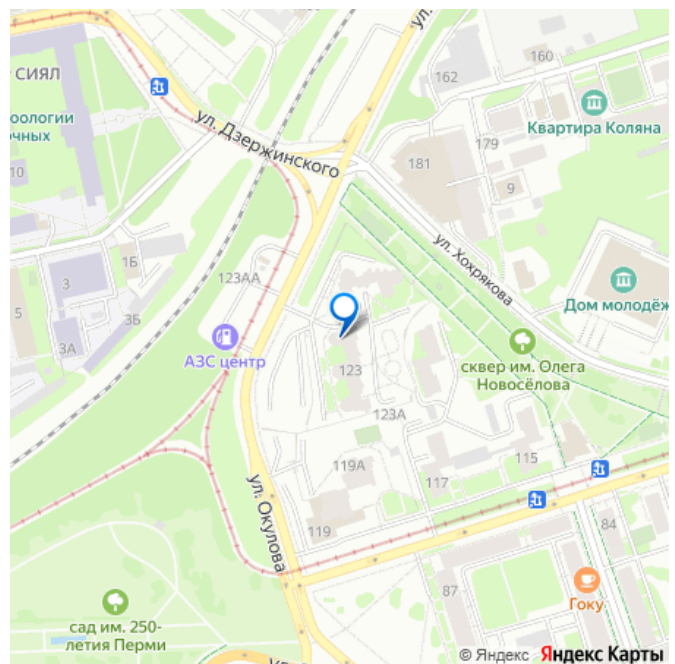 ул.
СИЯЛ
160
162
оологии
очных
ул. Дзержинского
Квартира Коляна
179
181
10
9
ул. Хохрякова
1Б
123АА
3
5
3Б
3А
Дом молодёж
АЗС центр
сквер им. Олега
Новосёлова
123
123А
119А
115
117
ул. Окулова
119
84
87
Гоку
сад им. 250-
летия Перми
© Яндекс Яндекс Карты